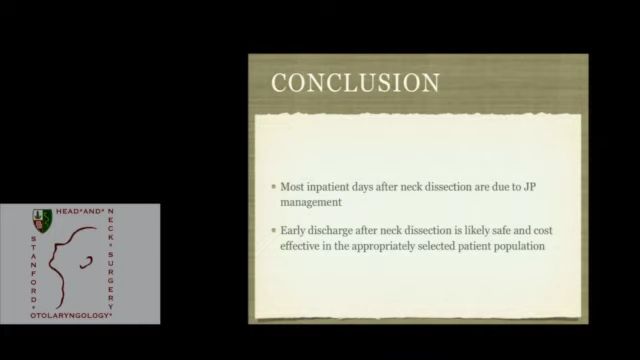 CONCLUSION
Most inpatient days after neck dissection are due to JP
management
Early discharge after neck dissection is likely safe and cost
effective in the appropriately selected patient population
HEAD*AND*
NECK*SURGERY
STANFORD*
OTOLARYNGOLOGY*